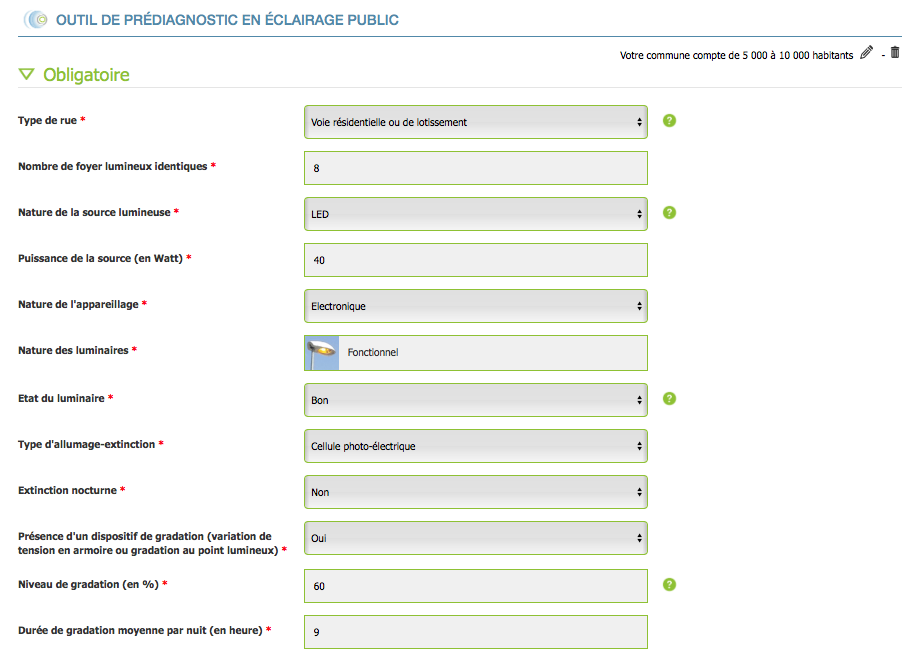 OUTIL DE PRÉDIAGNOSTIC EN ÉCLAIRAGE PUBLIC
Votre commune compte de 5 000 à 10 000 habitants -
Obligatoire
Type de rue * Voie résidentielle ou de lotissement ?
Nombre de foyer lumineux identiques * 8
Nature de la source lumineuse * LED ?
Puissance de la source (en Watt) * 40
Nature de l'appareillage * Electronique
Nature des luminaires * Fonctionnel
Etat du luminaire * Bon ?
Type d'allumage-extinction * Cellule photo-électrique
Extinction nocturne * Non
Présence d'un dispositif de gradation (variation de
tension en armoire ou gradation au point lumineux) * Oui
Niveau de gradation (en %) * 60 ?
Durée de gradation moyenne par nuit (en heure) * 9